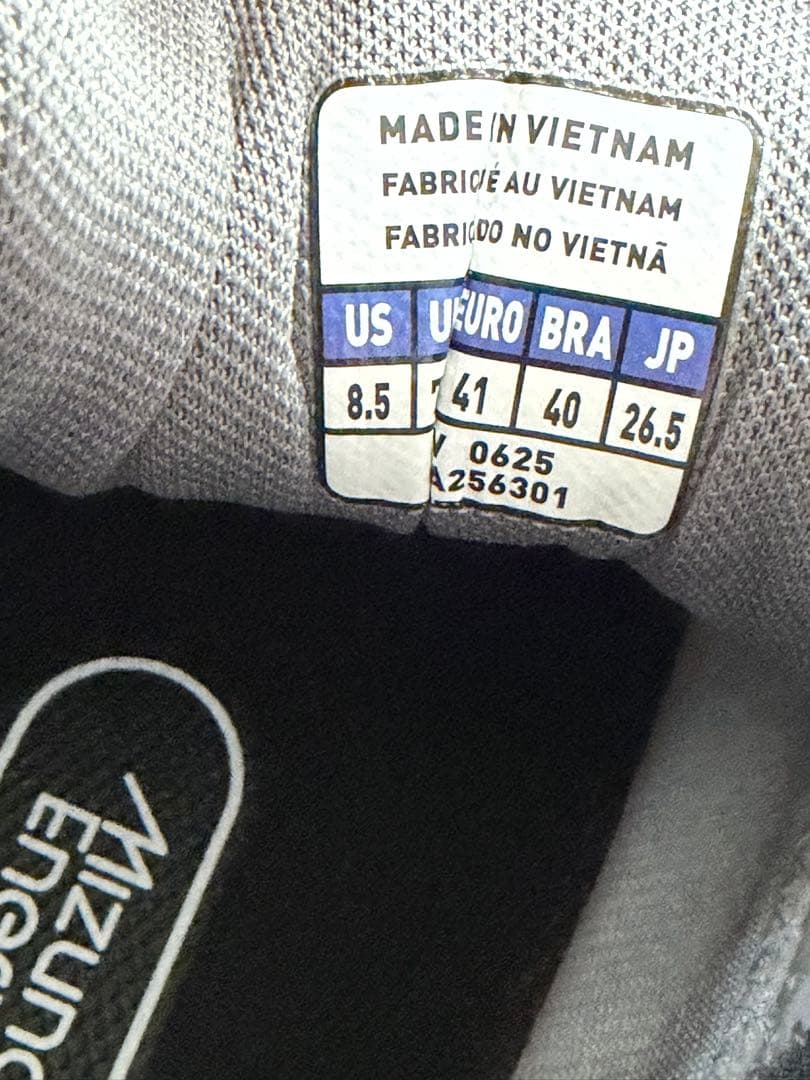 MADE IN VIETNAM
FABRIQUÉ AU VIETNAM
FABRICADO NO VIETNÃ
US EURO BRA JP
8.5 41 40 26.5
0625
A256301
MIZUNO